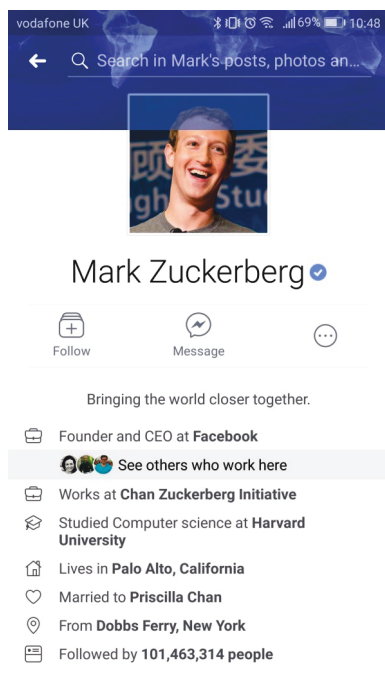 vodafone UK 69% 10:48
Search in Mark's posts, photos an...
Mark Zuckerberg
Follow
Message
Bringing the world closer together.
Founder and CEO at Facebook
See others who work here
Works at Chan Zuckerberg Initiative
Studied Computer science at Harvard
University
Lives in Palo Alto, California
Married to Priscilla Chan
From Dobbs Ferry, New York
Followed by 101,463,314 people